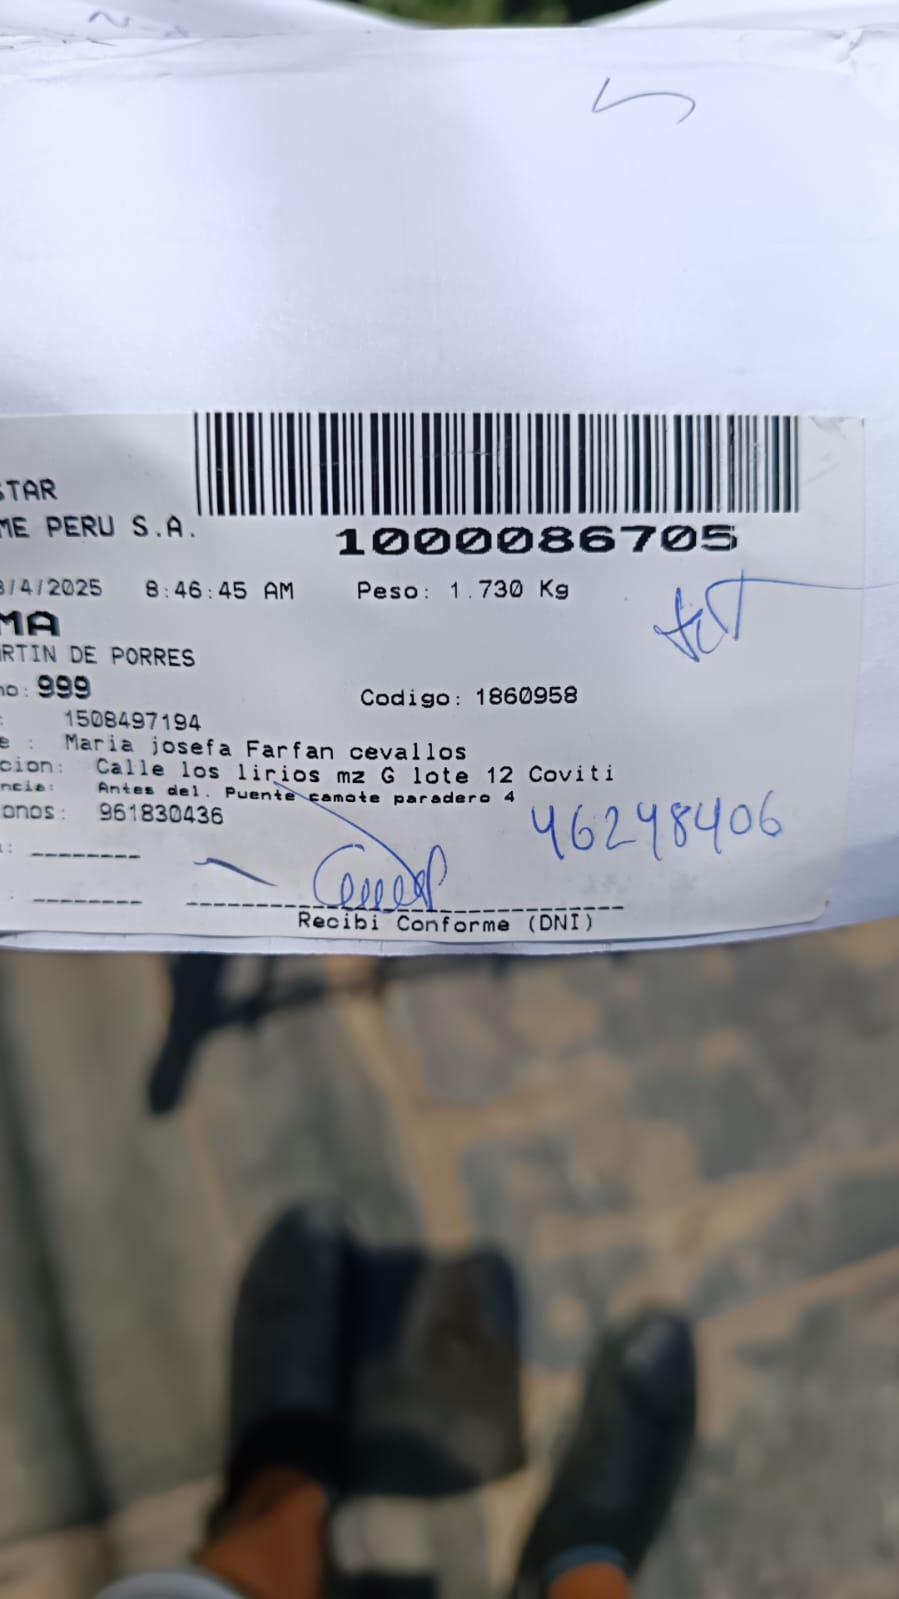 STAR
ME PERU S.A.
1000086705
3/4/2025 8:46:45 AM Peso: 1.730 Kg
MA
RTIN DE PORRES
no: 999 Codigo: 1860958
: 1508497194
e : Maria josefa Farfan cevallos
cion: Calle los lirios mz G lote 12 Coviti
ncia: Antes del. Puente camote paradero 4
onos: 961830436
46248406
Recibi Conforme (DNI)